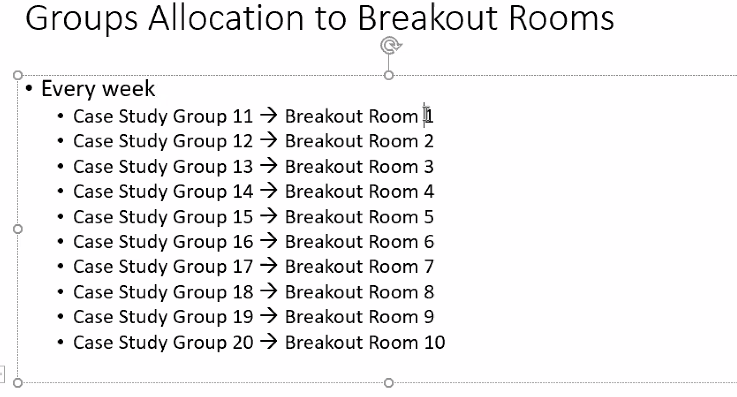 Groups Allocation to Breakout Rooms
• Every week
• Case Study Group 11 → Breakout Room 1
• Case Study Group 12 → Breakout Room 2
• Case Study Group 13 → Breakout Room 3
• Case Study Group 14 → Breakout Room 4
• Case Study Group 15 → Breakout Room 5
• Case Study Group 16 → Breakout Room 6
• Case Study Group 17 → Breakout Room 7
• Case Study Group 18 → Breakout Room 8
• Case Study Group 19 → Breakout Room 9
• Case Study Group 20 → Breakout Room 10